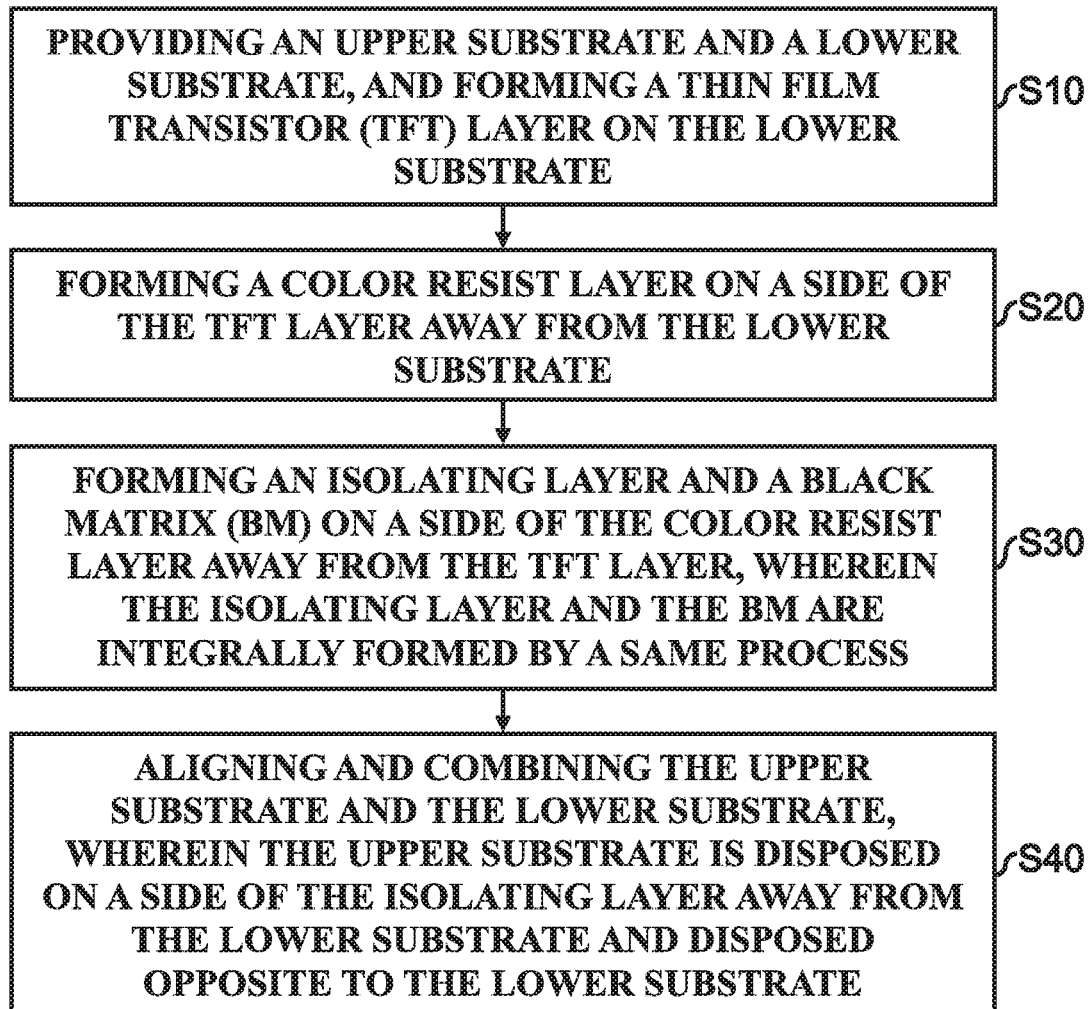 PROVIDING AN UPPER SUBSTRATE AND A LOWER
SUBSTRATE, AND FORMING A THIN FILM
TRANSISTOR (TFT) LAYER ON THE LOWER
SUBSTRATE
S10
FORMING A COLOR RESIST LAYER ON A SIDE OF
THE TFT LAYER AWAY FROM THE LOWER
SUBSTRATE
S20
FORMING AN ISOLATING LAYER AND A BLACK
MATRIX (BM) ON A SIDE OF THE COLOR RESIST
LAYER AWAY FROM THE TFT LAYER, WHEREIN
THE ISOLATING LAYER AND THE BM ARE
INTEGRALLY FORMED BY A SAME PROCESS
S30
ALIGNING AND COMBINING THE UPPER
SUBSTRATE AND THE LOWER SUBSTRATE,
WHEREIN THE UPPER SUBSTRATE IS DISPOSED
ON A SIDE OF THE ISOLATING LAYER AWAY FROM
THE LOWER SUBSTRATE AND DISPOSED
OPPOSITE TO THE LOWER SUBSTRATE
S40